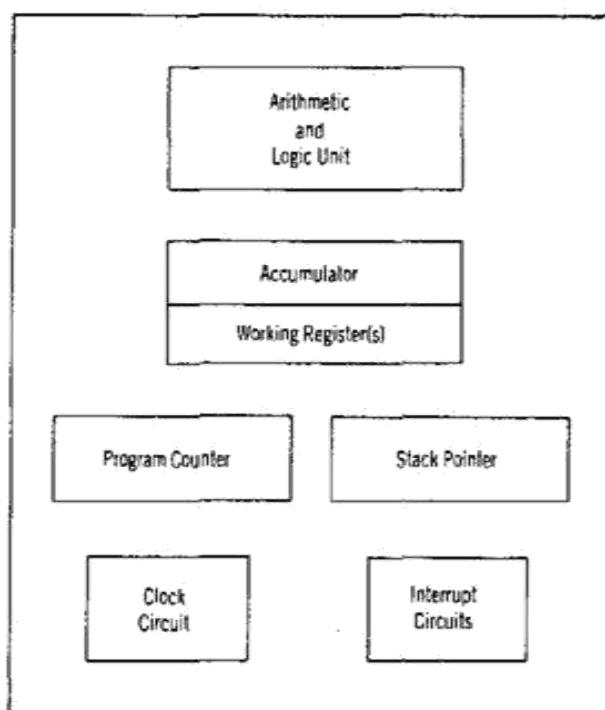 Arithmetic
and
Logic Unit
Accumulator
Working Register(s)
Program Counter
Stack Pointer
Clock
Circuit
Interrupt
Circuits